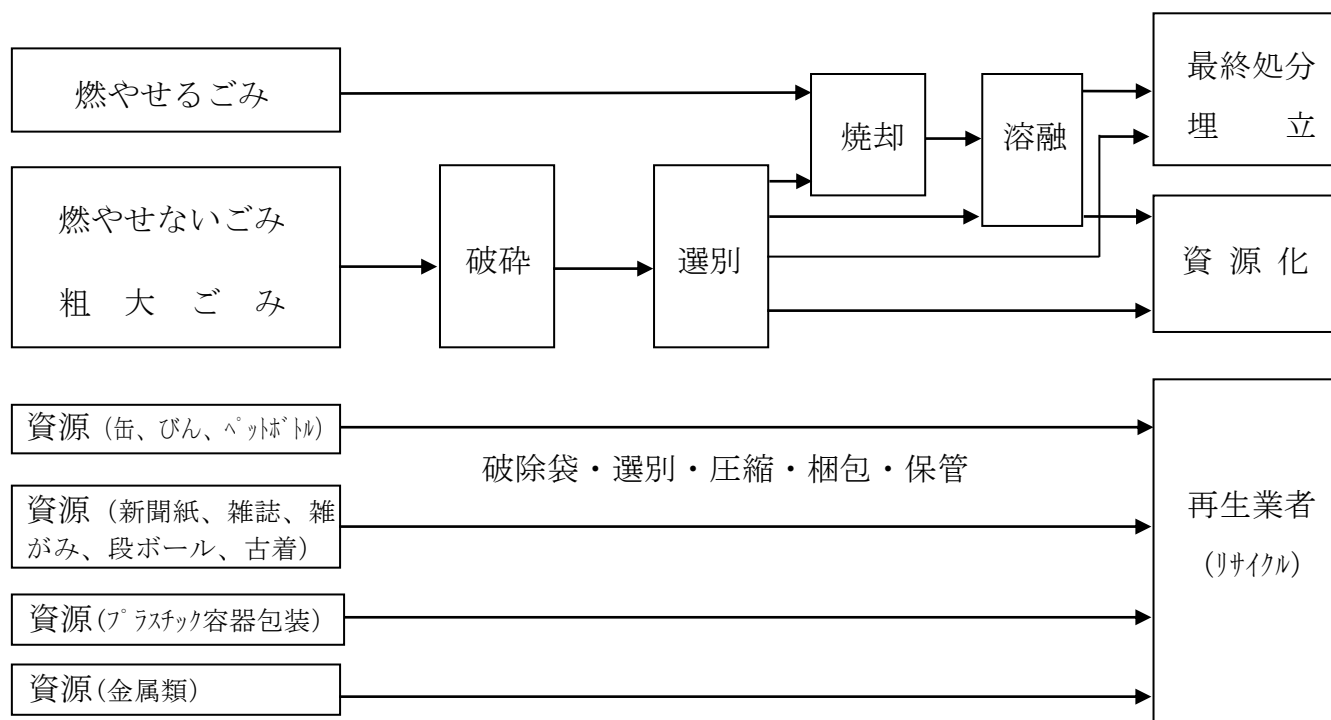 燃やせるごみ
燃やせないごみ
粗大ごみ
破砕
選別
焼却
溶融
最終処分
埋立
資源化
資源（缶、びん、ﾍﾟｯﾄﾎﾞﾄﾙ）
破除袋・選別・圧縮・梱包・保管
資源（新聞紙、雑誌、雑
がみ、段ボール、古着）
資源(ﾌﾟﾗｽﾁｯｸ容器包装)
資源(金属類)
再生業者
(ﾘｻｲｸﾙ)